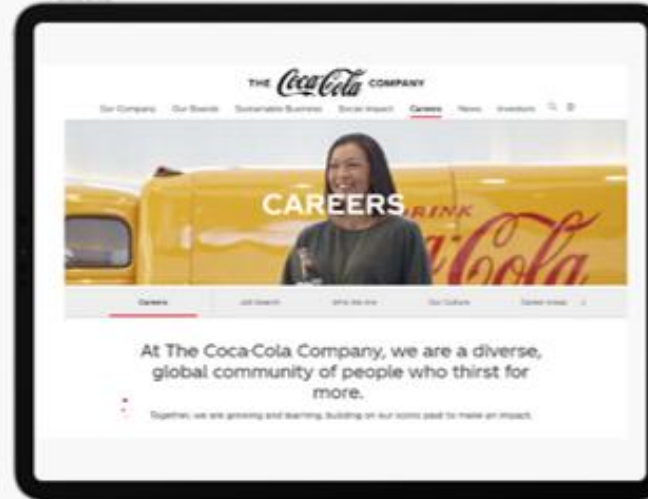 THE Coca-Cola COMPANY
Our Company Our Brands Sustainable Business Social Impact Careers News Investors
DRINK
CAREERS
Coca-Cola
Careers Job Search Who We Are Our Culture Career Areas
At The Coca-Cola Company, we are a diverse,
global community of people who thirst for
more.
Together, we are growing and learning, building on our iconic past to make an impact.